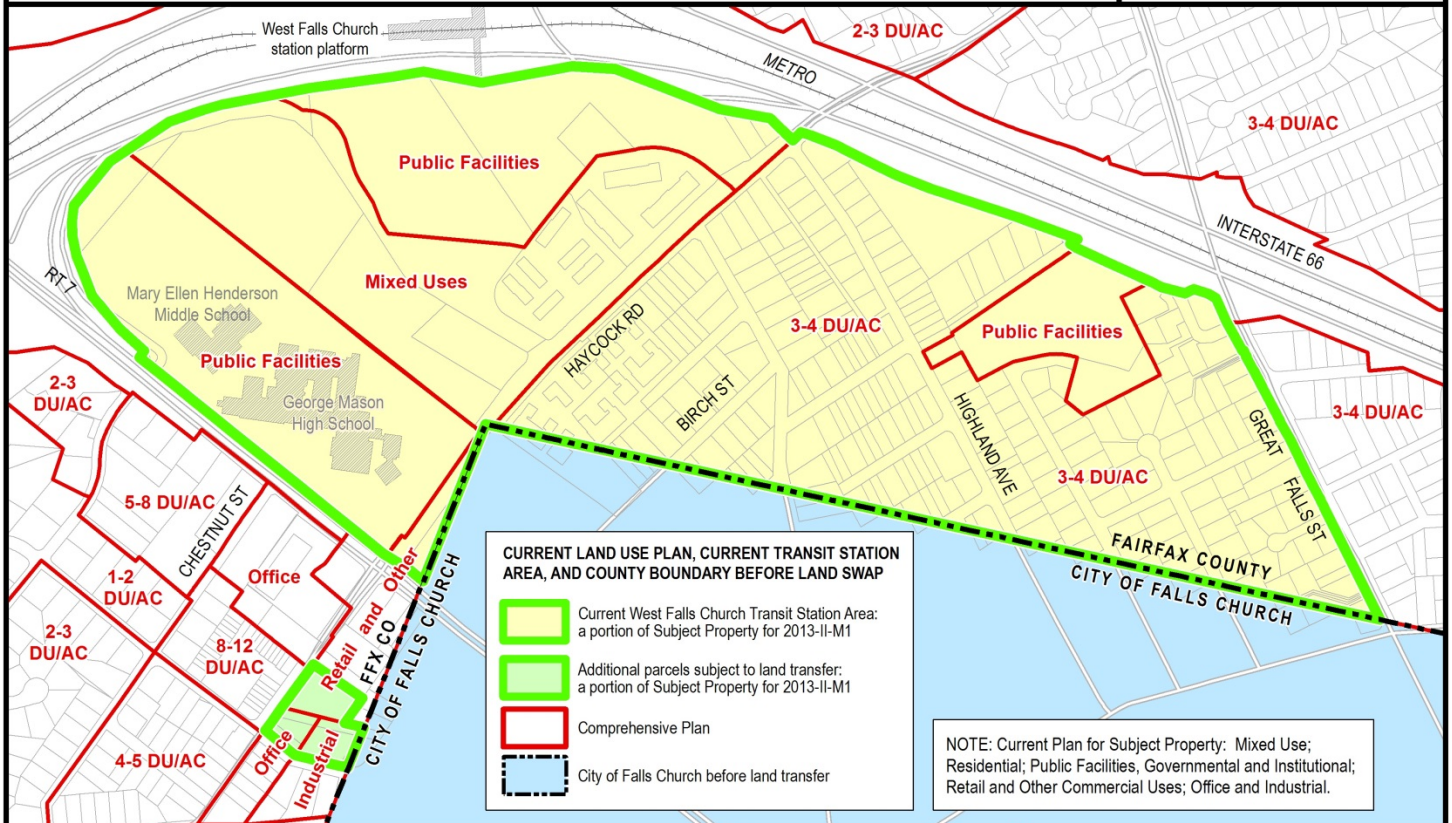 West Falls Church
station platform
2-3 DU/AC
METRO
3-4 DU/AC
Public Facilities
INTERSTATE 66
RT 7
Mixed Uses
Mary Ellen Henderson
Middle School
HAYCOCK RD
3-4 DU/AC
Public Facilities
Public Facilities
2-3
DU/AC
George Mason
High School
BIRCH ST
HIGHLAND AVE
GREAT
FALLS ST
3-4 DU/AC
3-4 DU/AC
5-8 DU/AC
CHESTNUT ST
1-2
DU/AC
Office
2-3
DU/AC
8-12
DU/AC
Retail and Other
FFX CO
CITY OF FALLS CHURCH
FAIRFAX COUNTY
CITY OF FALLS CHURCH
4-5 DU/AC
Office
Industrial
CURRENT LAND USE PLAN, CURRENT TRANSIT STATION
AREA, AND COUNTY BOUNDARY BEFORE LAND SWAP
Current West Falls Church Transit Station Area:
a portion of Subject Property for 2013-II-M1
Additional parcels subject to land transfer:
a portion of Subject Property for 2013-II-M1
Comprehensive Plan
City of Falls Church before land transfer
NOTE: Current Plan for Subject Property: Mixed Use;
Residential; Public Facilities, Governmental and Institutional;
Retail and Other Commercial Uses; Office and Industrial.